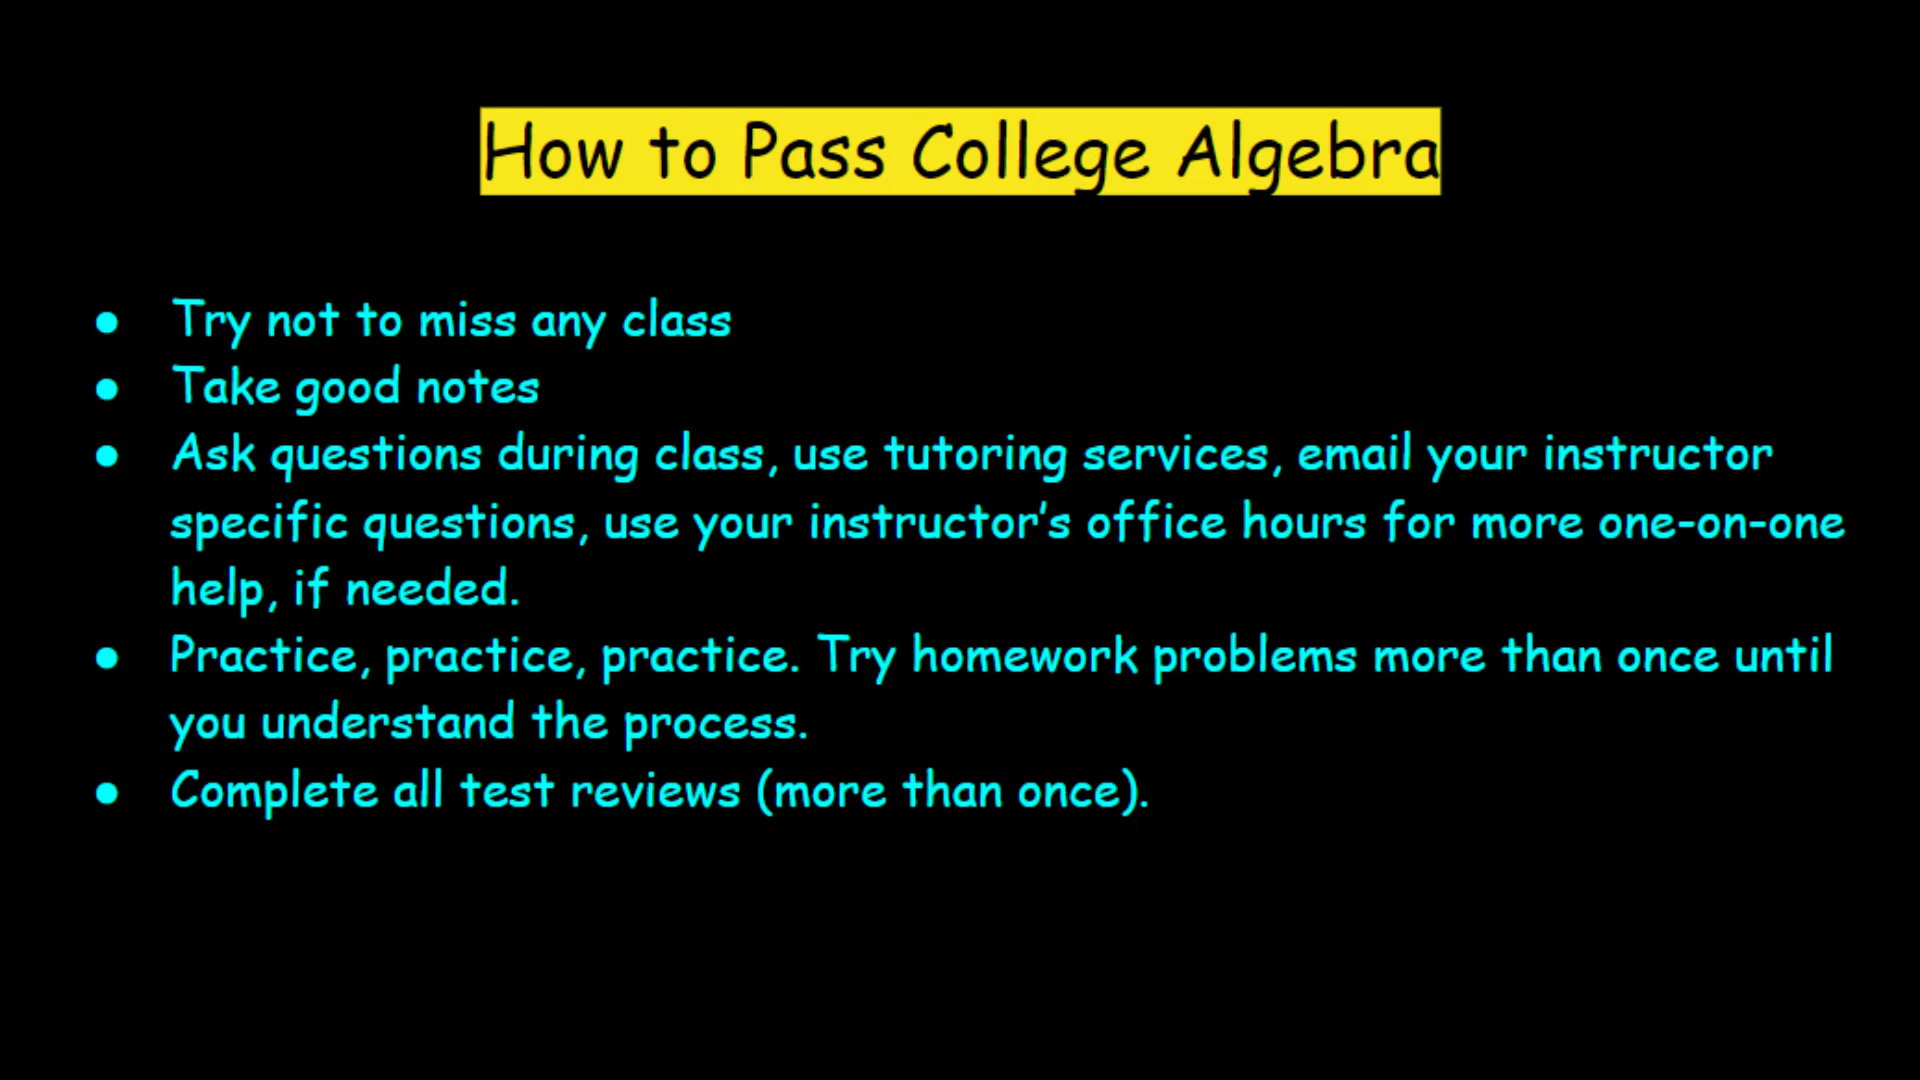 How to Pass College Algebra
● Try not to miss any class
● Take good notes
● Ask questions during class, use tutoring services, email your instructor
specific questions, use your instructor’s office hours for more one-on-one
help, if needed.
● Practice, practice, practice. Try homework problems more than once until
you understand the process.
● Complete all test reviews (more than once).